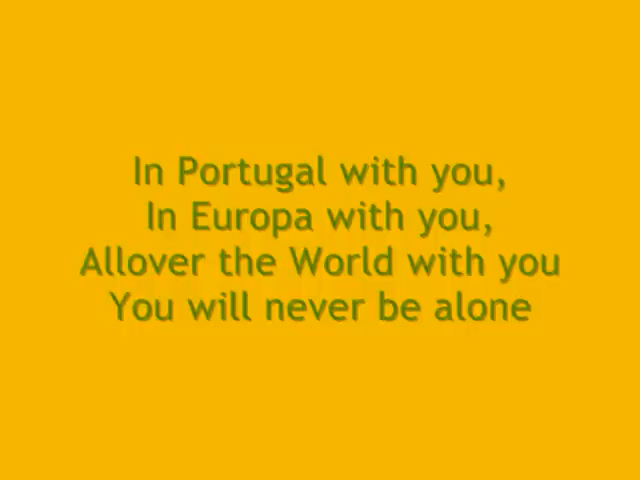 In Portugal with you,
In Europa with you,
Allover the World with you
You will never be alone